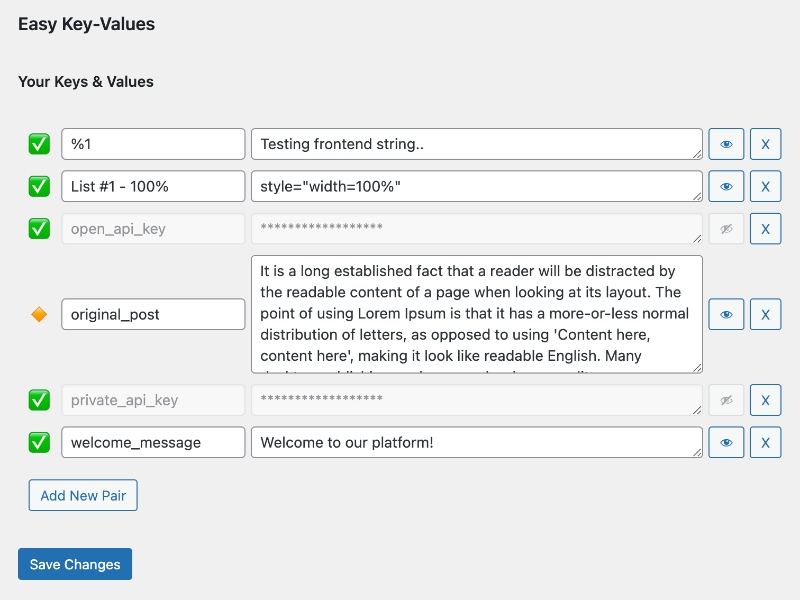 Easy Key-Values
Your Keys & Values
%1 Testing frontend string.. X
List #1 - 100% style="width=100%" X
open_api_key ****************** X
It is a long established fact that a reader will be distracted by
the readable content of a page when looking at its layout. The
original_post point of using Lorem Ipsum is that it has a more-or-less normal X
distribution of letters, as opposed to using 'Content here,
content here', making it look like readable English. Many
private_api_key ****************** X
welcome_message Welcome to our platform! X
Add New Pair
Save Changes